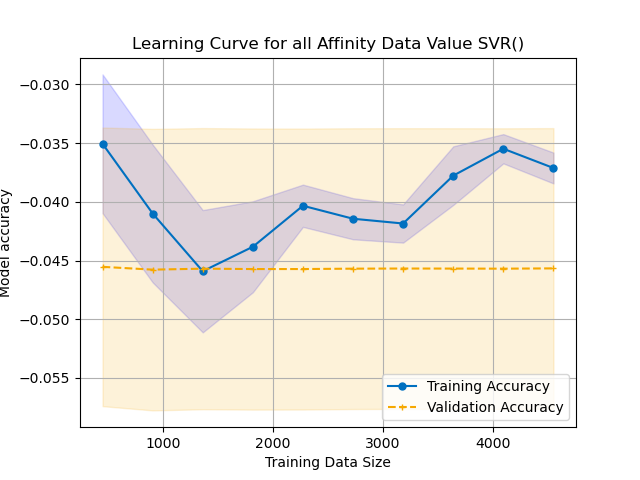 Learning Curve for all Affinity Data Value SVR()
Model accuracy
−0.030
−0.035
−0.040
−0.045
−0.050
−0.055
1000
2000
3000
4000
Training Data Size
Training Accuracy
Validation Accuracy